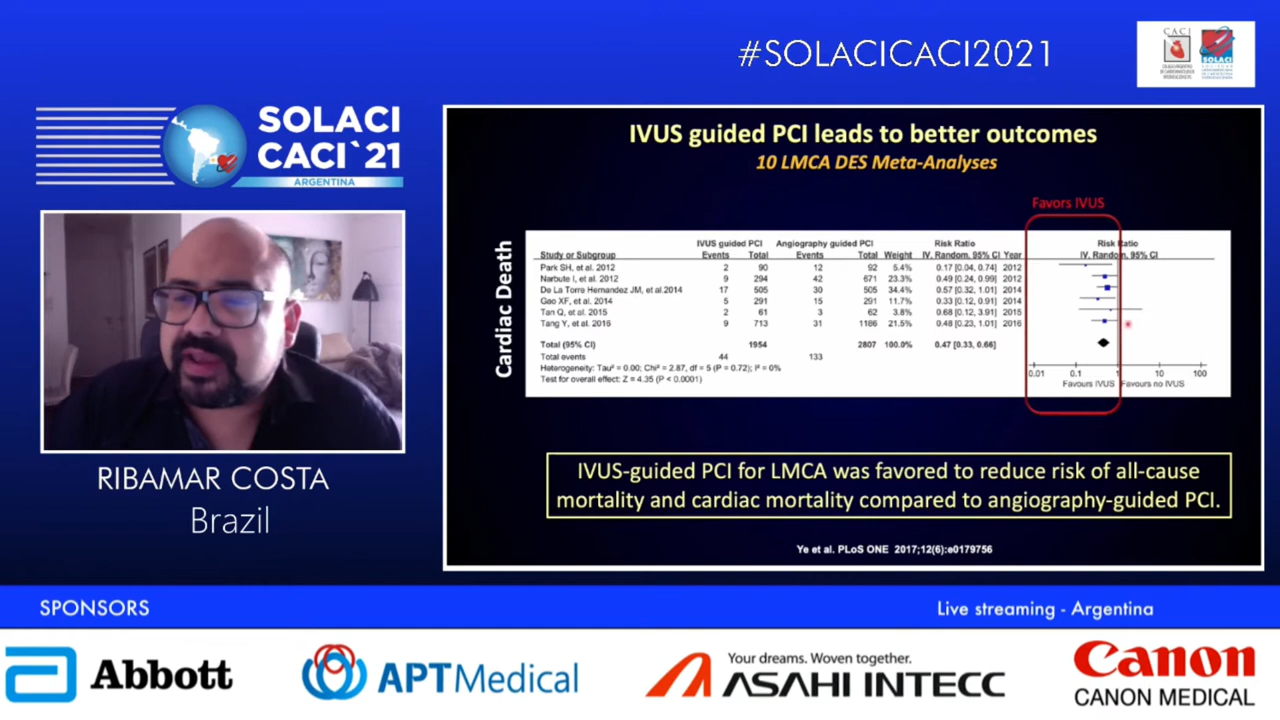 #SOLACICACI2021
CACI
SOLACI
SOLACI
CACI`21
ARGENTINA
RIBAMAR COSTA
Brazil
IVUS guided PCI leads to better outcomes
10 LMCA DES Meta-Analyses
Favors IVUS
Cardiac Death
IVUS guided PCI Angiography guided PCI Risk Ratio Risk Ratio
Study or Subgroup Events Total Events Total Weight IV. Random. 95% CI Year IV. Random, 95% CI
Park SH, et al. 2012 2 90 12 92 5.4% 0.17 [0.04, 0.74] 2012
Narbute I, et al. 2012 9 294 42 671 23.3% 0.49 [0.24, 0.99] 2012
De La Torre Hernandez JM, et al.2014 17 505 30 505 34.4% 0.57 [0.32, 1.01] 2014
Gao XF, et al. 2014 5 291 15 291 11.7% 0.33 [0.12, 0.91] 2014
Tan Q, et al. 2015 2 61 3 62 3.8% 0.68 [0.12, 3.91] 2015
Tang Y, et al. 2016 9 713 31 1186 21.5% 0.48 [0.23, 1.01] 2016
Total (95% CI) 1954 2807 100.0% 0.47 [0.33, 0.66]
Total events 44 133
Heterogeneity: Tau² = 0.00; Chi² = 2.87, df = 5 (P = 0.72); I² = 0%
Test for overall effect: Z = 4.35 (P < 0.0001)
0.01 0.1 1 10 100
Favours IVUS Favours no IVUS
IVUS-guided PCI for LMCA was favored to reduce risk of all-cause
mortality and cardiac mortality compared to angiography-guided PCI.
Ye et al. PLoS ONE 2017;12(6):e0179756
SPONSORS
Live streaming - Argentina
Abbott
APTMedical
Your dreams. Woven together.
ASAHI INTECC
Canon
CANON MEDICAL